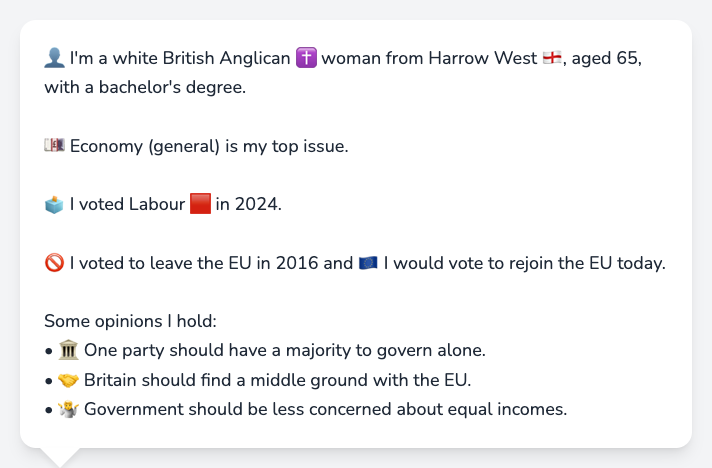 👤 I'm a white British Anglican ✝️ woman from Harrow West 🏴󠁧󠁢󠁥󠁮󠁧󠁿, aged 65,
with a bachelor's degree.
💷 Economy (general) is my top issue.
🗳️ I voted Labour 🟥 in 2024.
🚫 I voted to leave the EU in 2016 and 🇪🇺 I would vote to rejoin the EU today.
Some opinions I hold:
• 🏛️ One party should have a majority to govern alone.
• 🤝 Britain should find a middle ground with the EU.
• 🤷 Government should be less concerned about equal incomes.